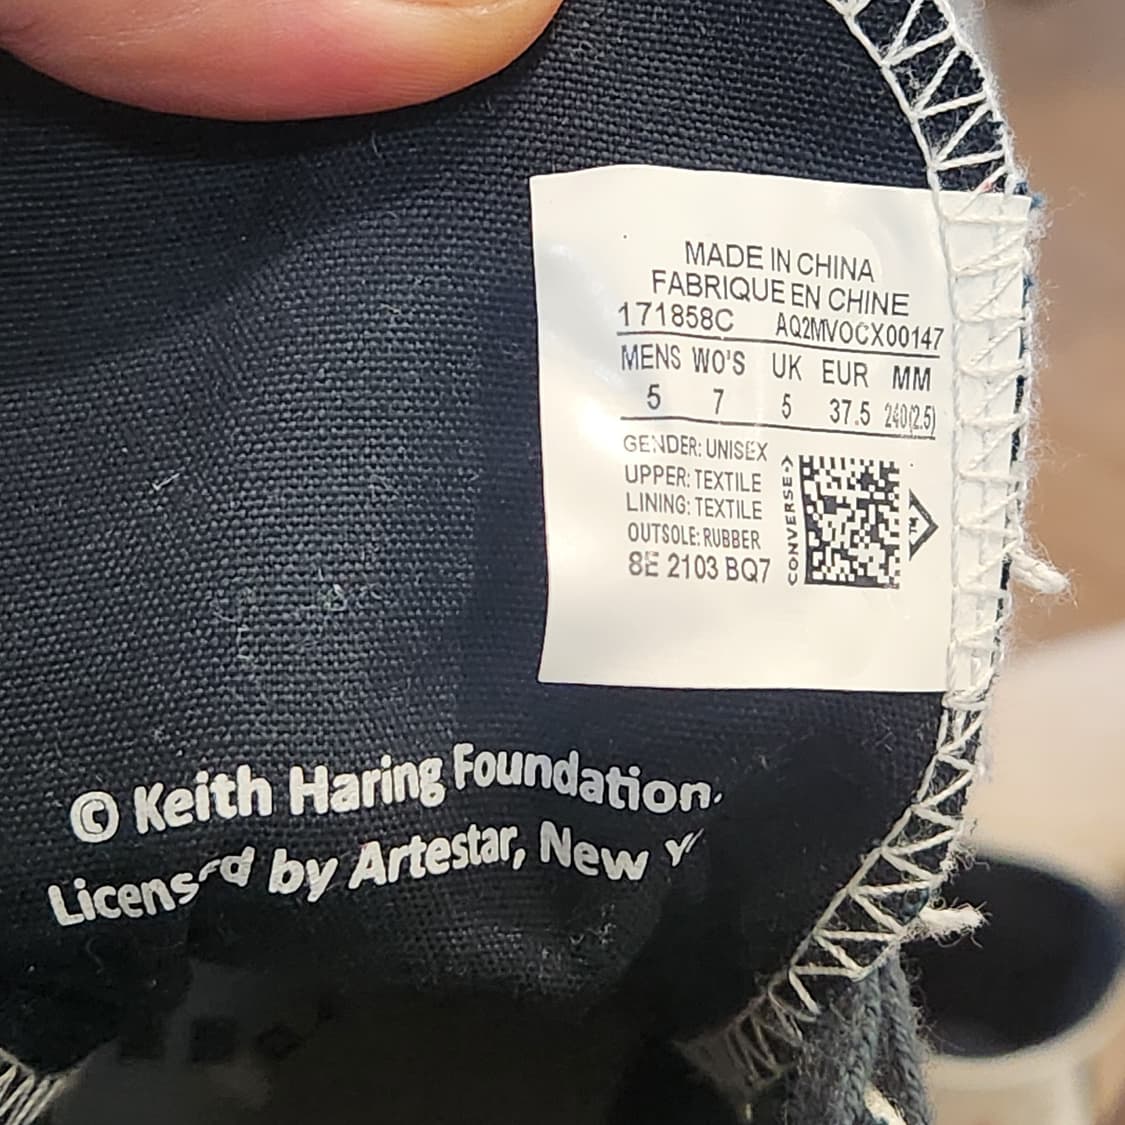 MADE IN CHINA
FABRIQUE EN CHINE
171858C AQ2MVOCX00147
MENS WO'S UK EUR MM
5 7 5 37.5 240(2.5)
GENDER: UNISEX
UPPER: TEXTILE
LINING: TEXTILE
OUTSOLE: RUBBER
8E 2103 BQ7
CONVERSE
TM
© Keith Haring Foundation.
Licensed by Artestar, New Y